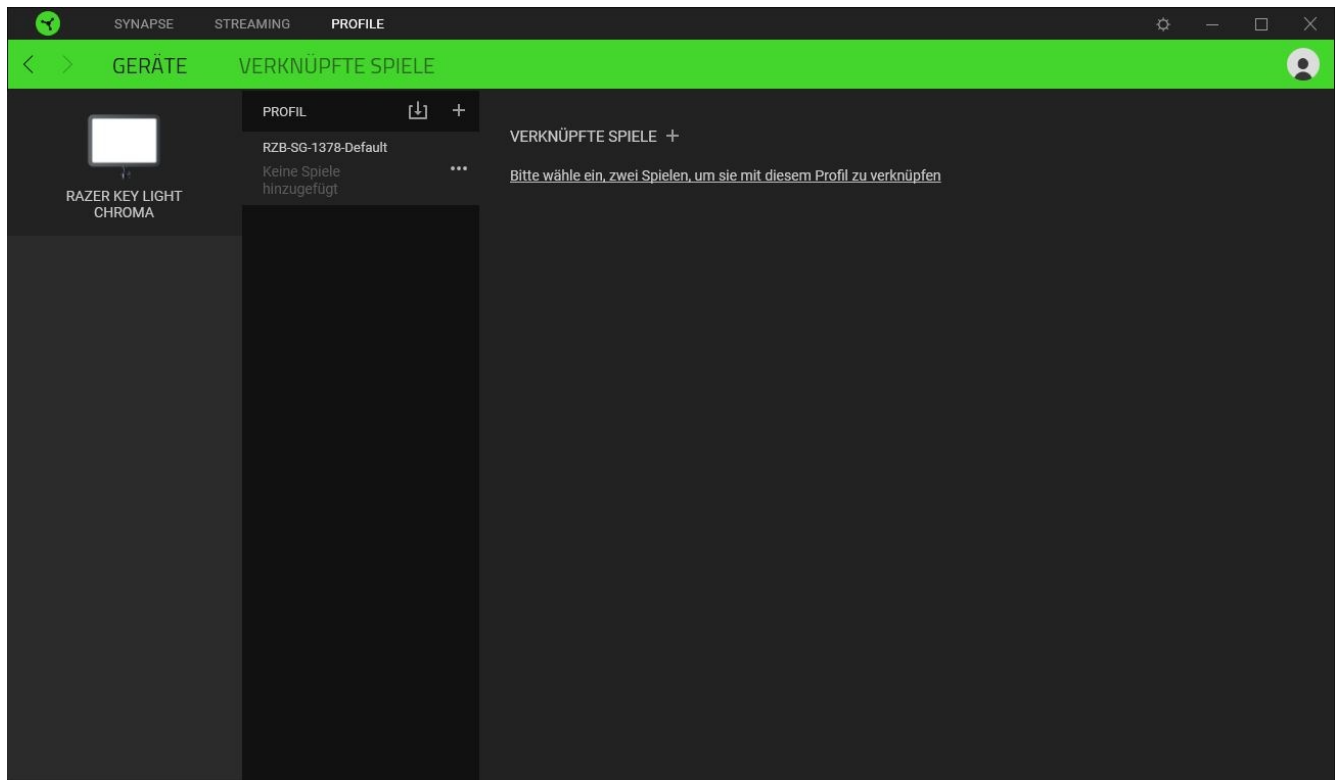 SYNAPSE STREAMING PROFILE
GERÄTE VERKNÜPFTE SPIELE
RAZER KEY LIGHT
CHROMA
PROFIL
RZB-SG-1378-Default
Keine Spiele
hinzugefügt
VERKNÜPFTE SPIELE
Bitte wähle ein, zwei Spielen, um sie mit diesem Profil zu verknüpfen